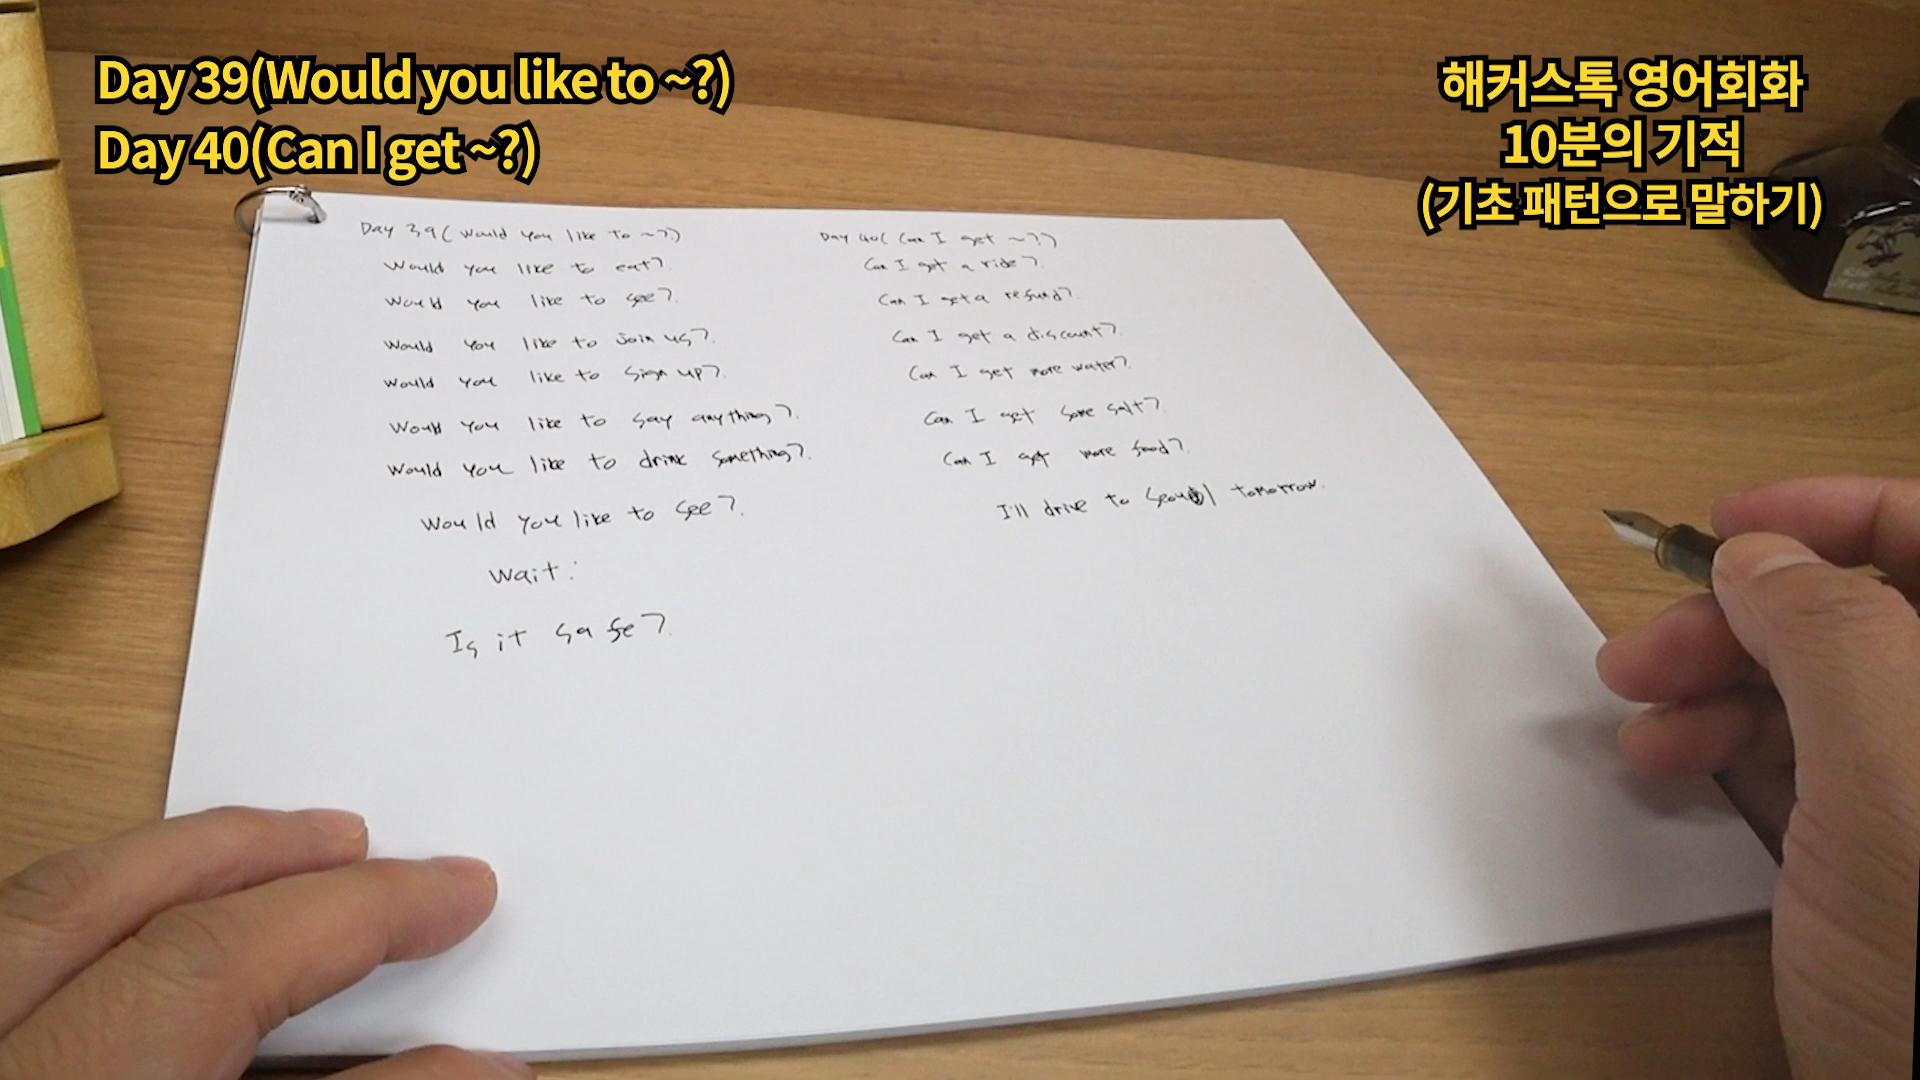 Day 39(Would you like to ~?)
Day 40(Can I get ~?)
해커스톡 영어회화
10분의 기적
(기초 패턴으로 말하기)
Day 39( Would you like to ~?)
Would you like to eat?
Would you like to see?
Would you like to join us?
Would you like to sign up?
Would you like to say anything?
Would you like to drink something?
Would you like to see?
Wait.
Is it safe?
Day 40( Can I get ~?)
Can I get a ride?
Can I get a refund?
Can I get a discount?
Can I get more water?
Can I get some salt?
Can I get more food?
I'll drive to Seoul tomorrow.